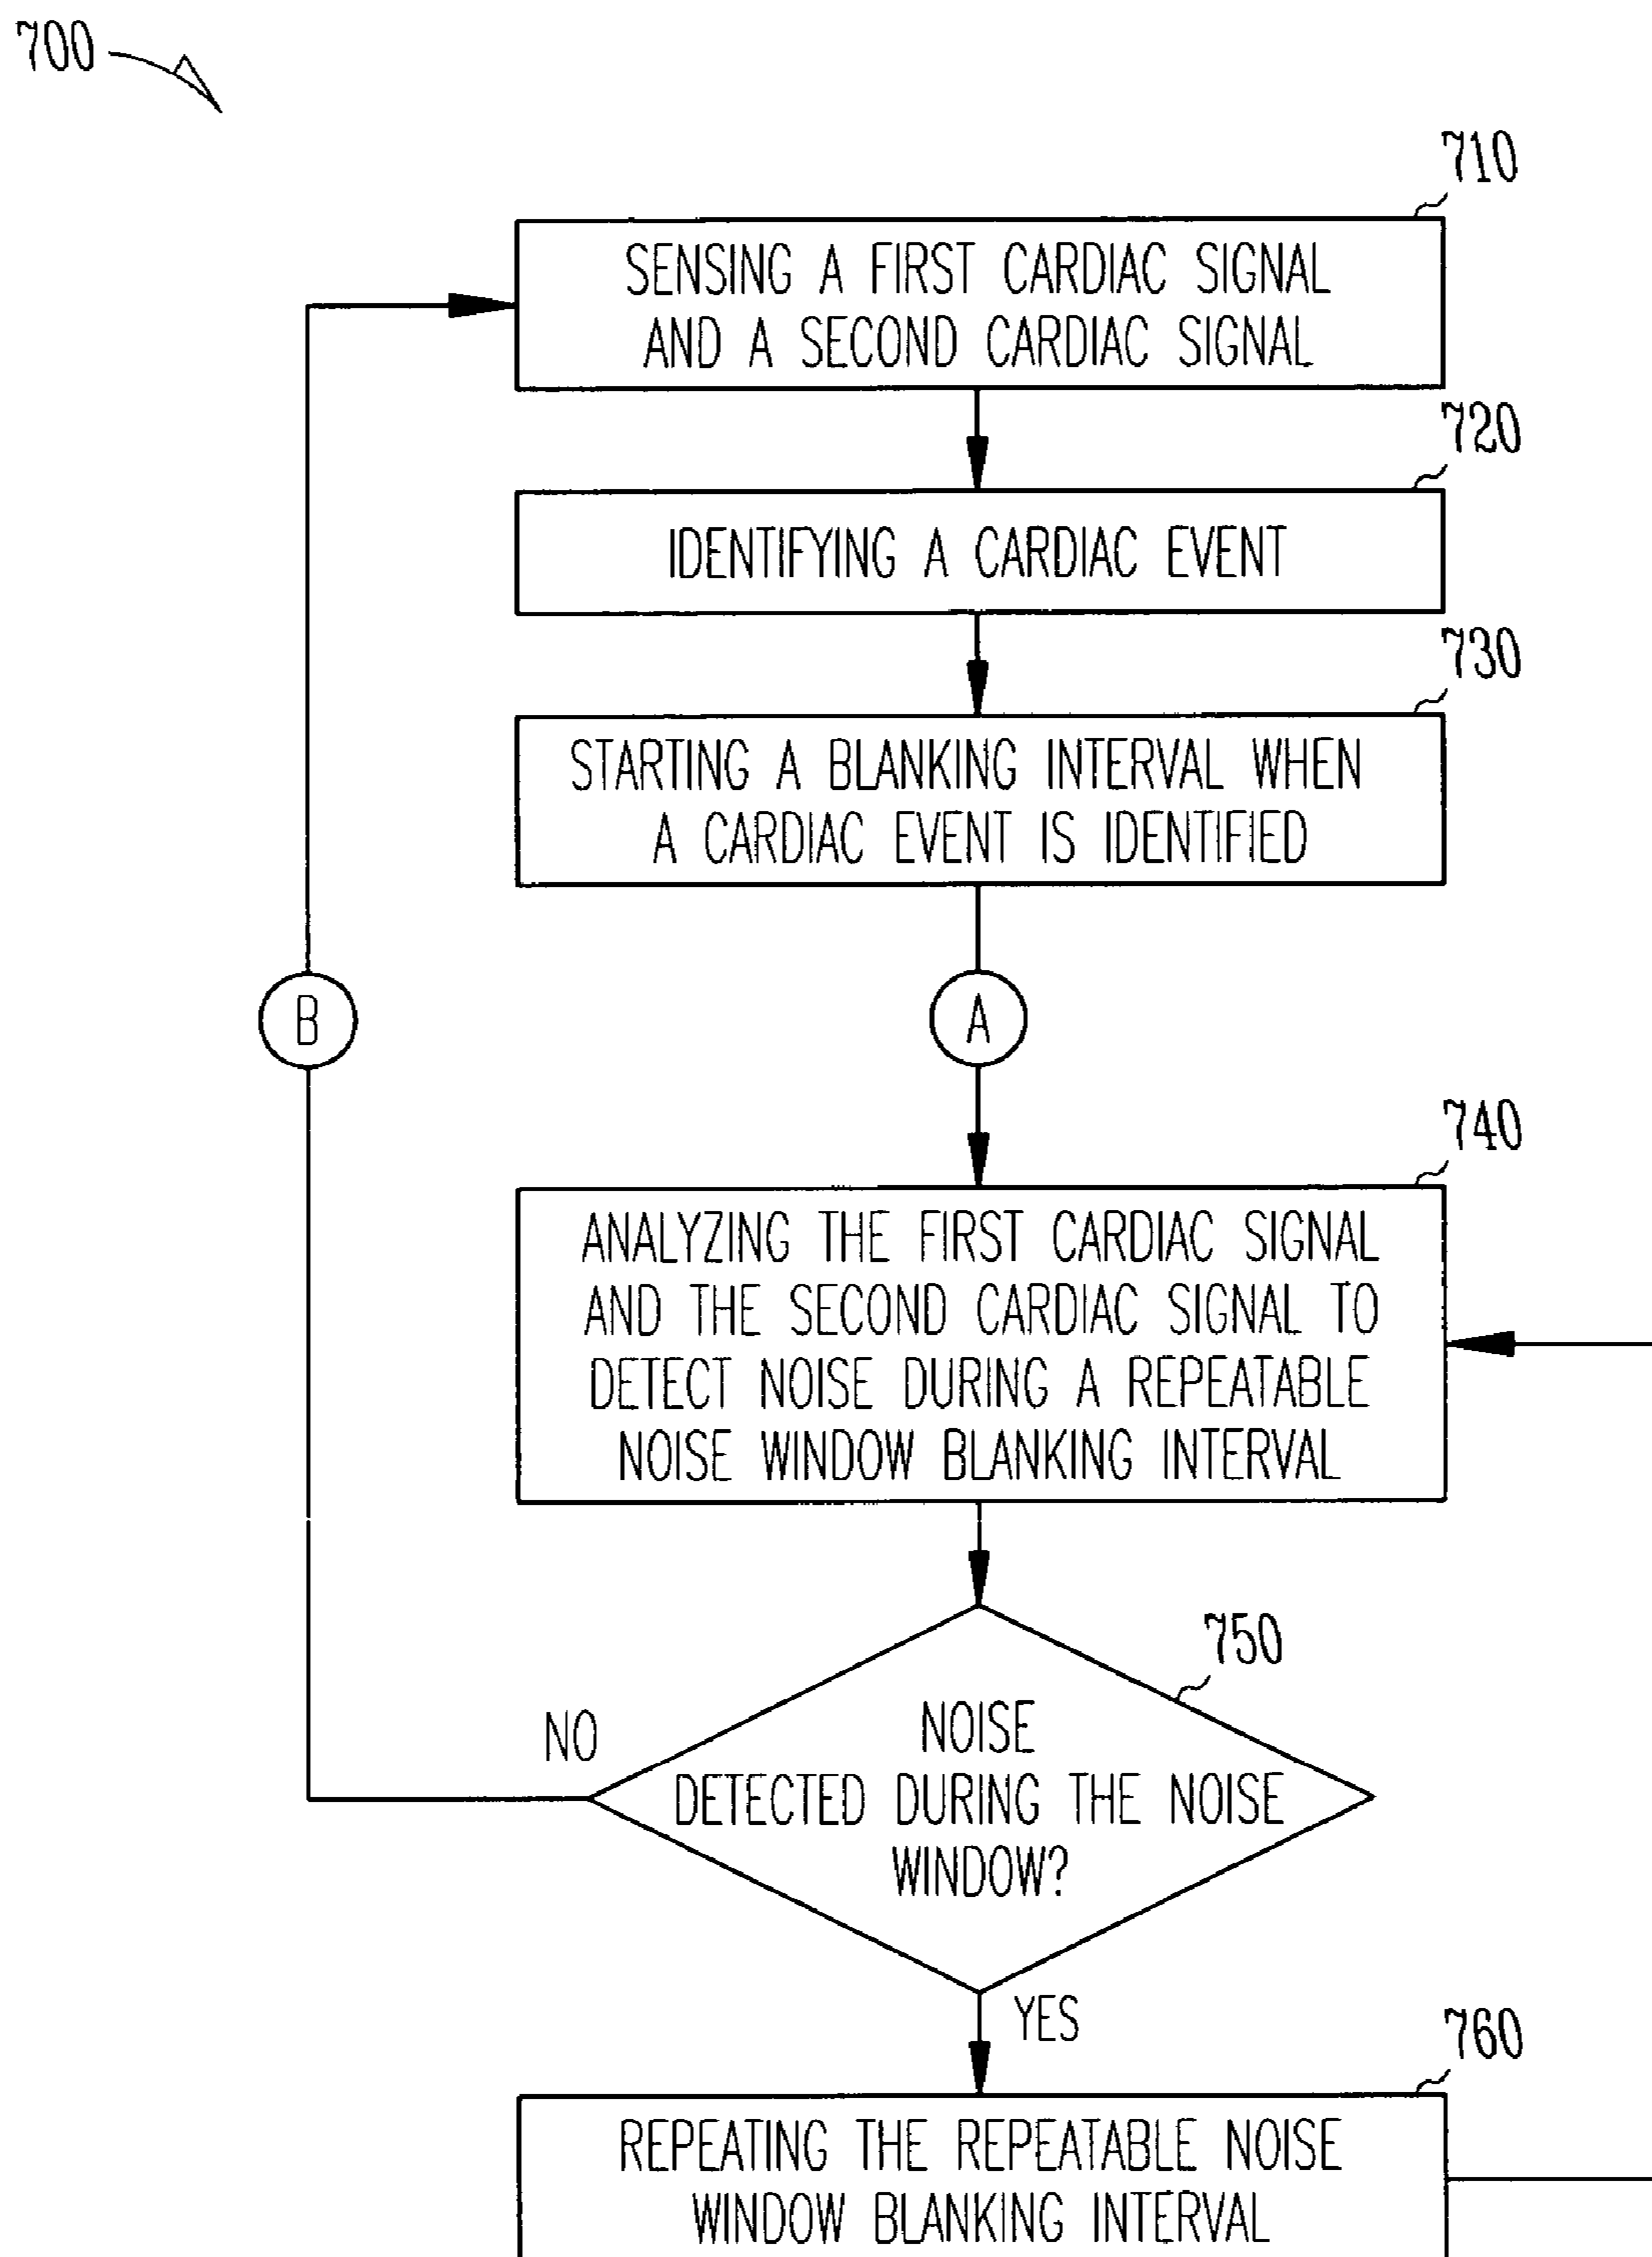 700
710
SENSING A FIRST CARDIAC SIGNAL
AND A SECOND CARDIAC SIGNAL
720
IDENTIFYING A CARDIAC EVENT
730
STARTING A BLANKING INTERVAL WHEN
A CARDIAC EVENT IS IDENTIFIED
B
A
740
ANALYZING THE FIRST CARDIAC SIGNAL
AND THE SECOND CARDIAC SIGNAL TO
DETECT NOISE DURING A REPEATABLE
NOISE WINDOW BLANKING INTERVAL
750
NO
NOISE
DETECTED DURING THE NOISE
WINDOW?
YES
760
REPEATING THE REPEATABLE NOISE
WINDOW BLANKING INTERVAL